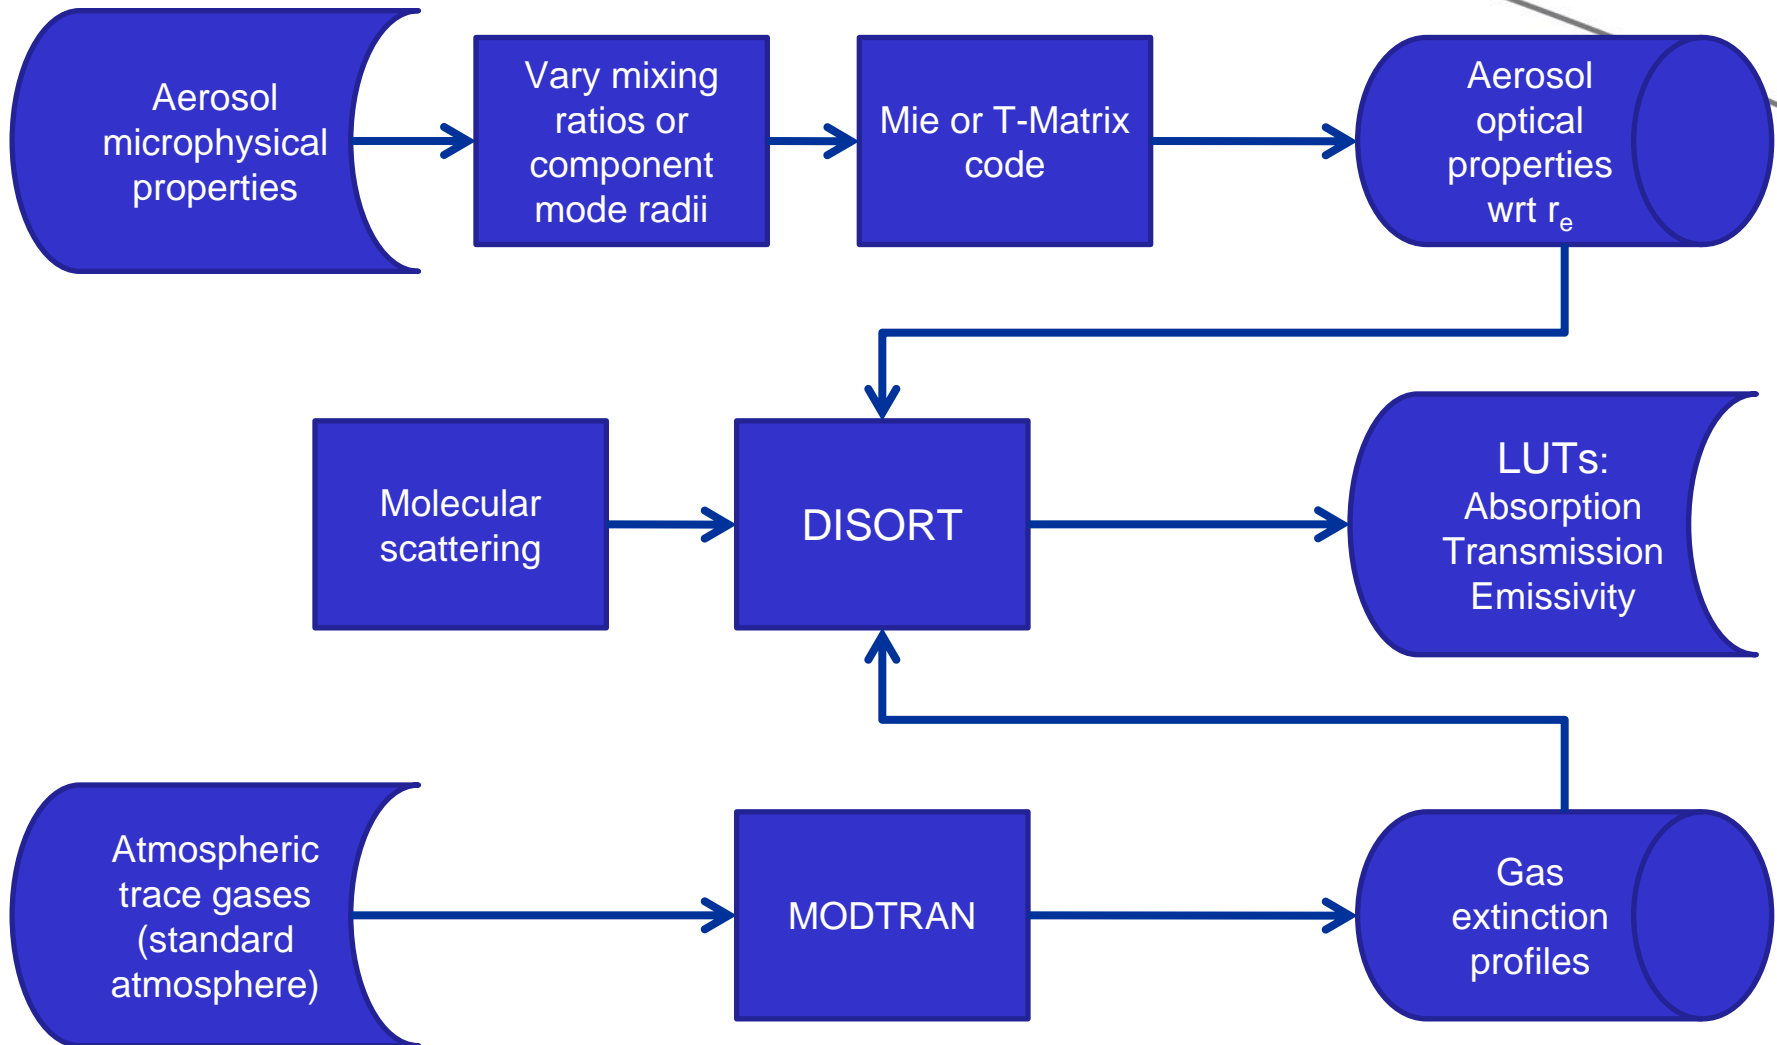 Aerosol
microphysical
properties
Vary mixing
ratios or
component
mode radii
Mie or T-Matrix
code
Aerosol
optical
properties
wrt rₑ
Molecular
scattering
DISORT
LUTs:
Absorption
Transmission
Emissivity
Atmospheric
trace gases
(standard
atmosphere)
MODTRAN
Gas
extinction
profiles